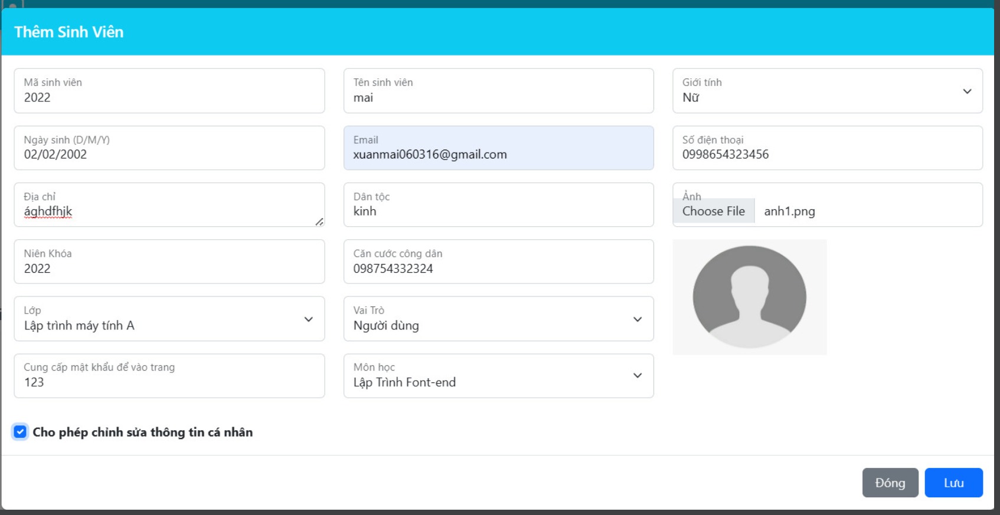 Thêm Sinh Viên
Mã sinh viên
2022
Tên sinh viên
mai
Giới tính
Nữ
Ngày sinh (D/M/Y)
02/02/2002
Email
xuanmai060316@gmail.com
Số điện thoại
0998654323456
Địa chỉ
ághdfhjk
Dân tộc
kinh
Ảnh
Choose File anh1.png
Niên Khóa
2022
Căn cước công dân
098754332324
Lớp
Lập trình máy tính A
Vai Trò
Người dùng
Cung cấp mật khẩu để vào trang
123
Môn học
Lập Trình Font-end
Cho phép chỉnh sửa thông tin cá nhân
Đóng
Lưu